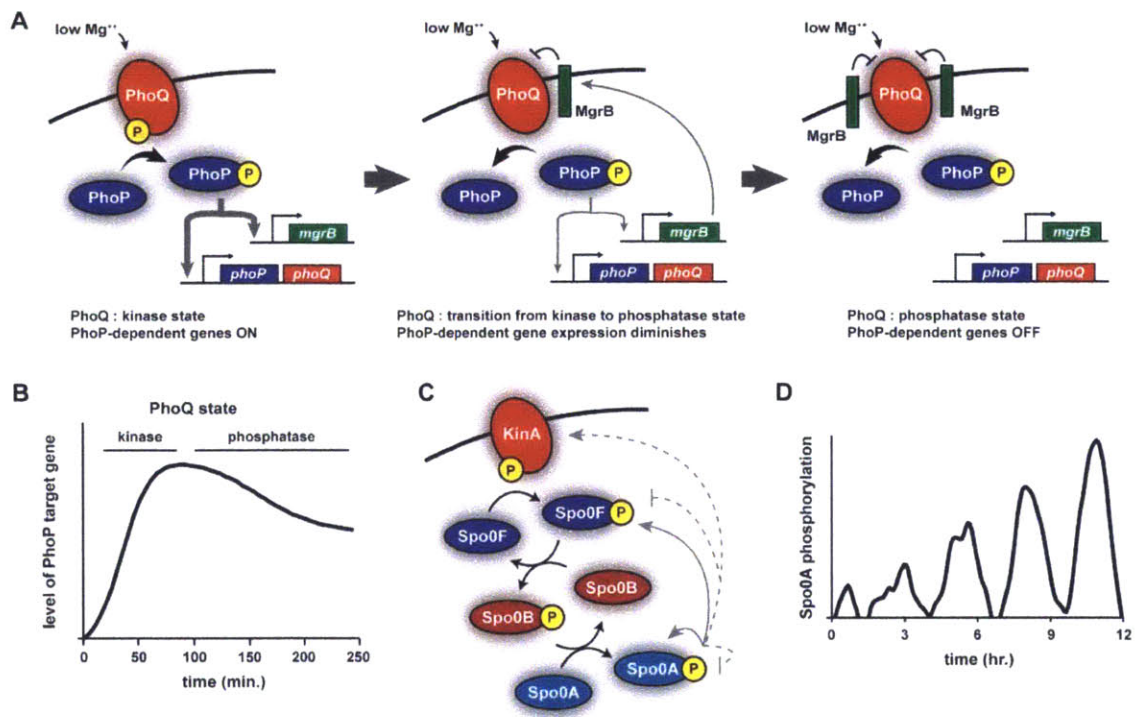 A
low Mg++
PhoQ
P
PhoP
PhoP
P
mgrB
phoP
phoQ
PhoQ : kinase state
PhoP-dependent genes ON
low Mg++
PhoQ
MgrB
PhoP
PhoP
P
mgrB
phoP
phoQ
PhoQ : transition from kinase to phosphatase state
PhoP-dependent gene expression diminishes
low Mg++
PhoQ
MgrB
MgrB
PhoP
PhoP
P
mgrB
phoP
phoQ
PhoQ : phosphatase state
PhoP-dependent genes OFF
B
PhoQ state
kinase
phosphatase
level of PhoP target gene
0
50
100
150
200
250
time (min.)
C
KinA
P
Spo0F
P
Spo0F
Spo0B
Spo0B
P
Spo0A
P
Spo0A
D
Spo0A phosphorylation
0
3
6
9
12
time (hr.)